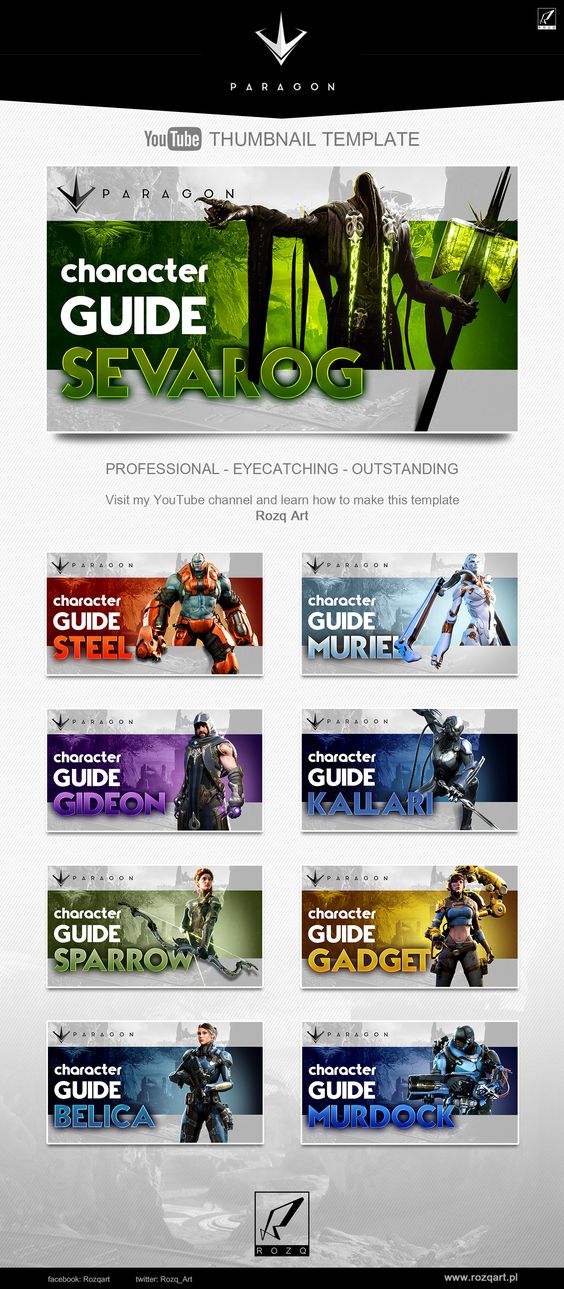 ROZQ
PARAGON
YouTube THUMBNAIL TEMPLATE
PARAGON
character
GUIDE
SEVAROG
PROFESSIONAL - EYECATCHING - OUTSTANDING
Visit my YouTube channel and learn how to make this template
Rozq Art
PARAGON
character
GUIDE
STEEL
PARAGON
character
GUIDE
MURIEL
PARAGON
character
GUIDE
GIDEON
PARAGON
character
GUIDE
KALLARI
PARAGON
character
GUIDE
SPARROW
PARAGON
character
GUIDE
GADGET
PARAGON
character
GUIDE
BELICA
PARAGON
character
GUIDE
MURDOCK
ROZQ
facebook: Rozqart twitter: Rozq_Art www.rozqart.pl